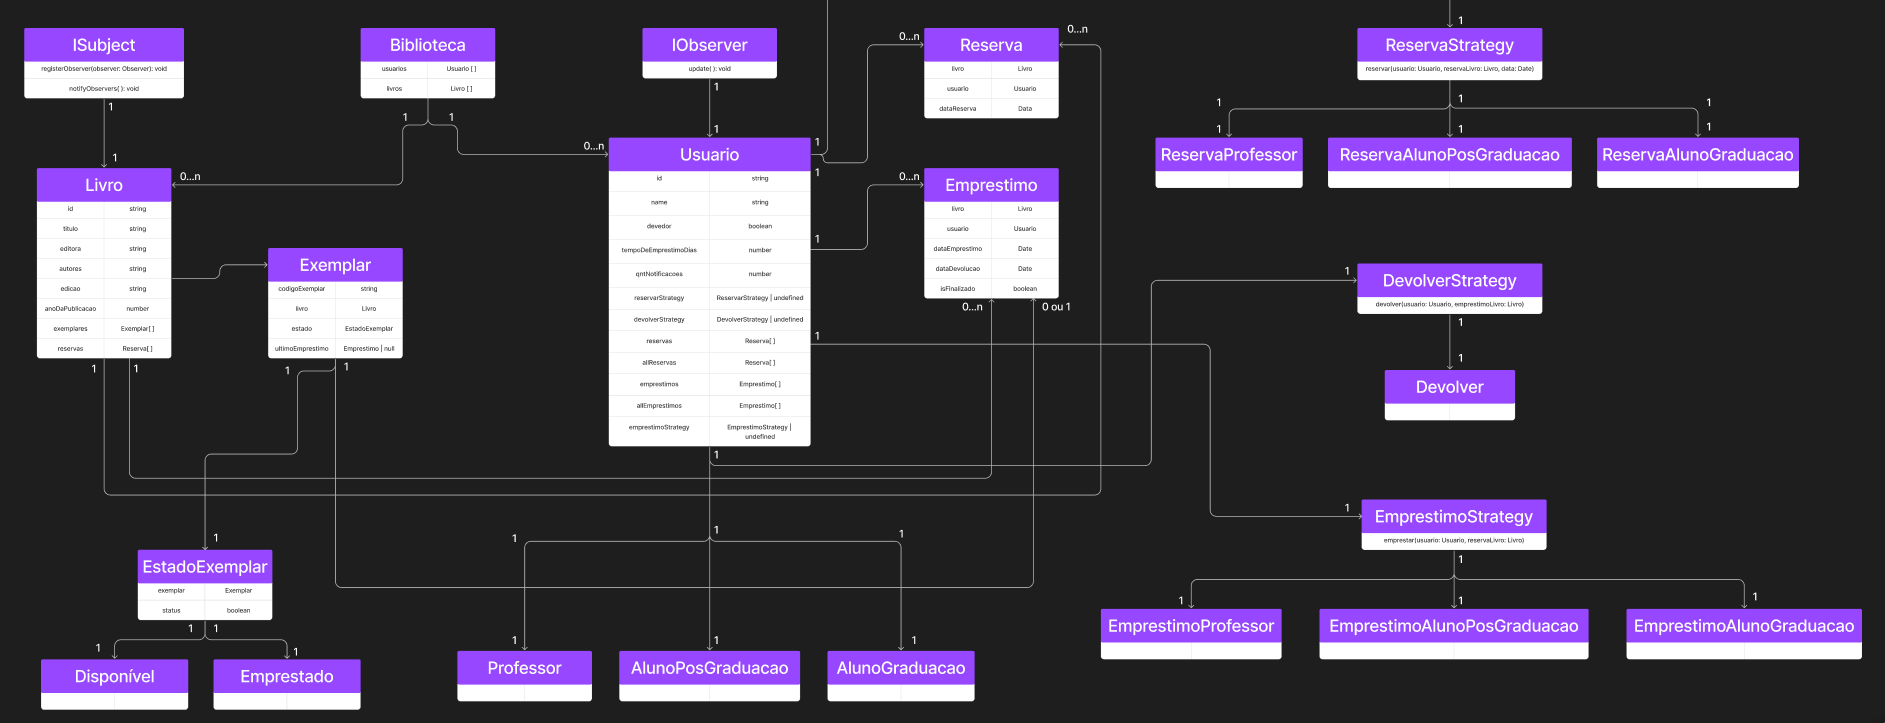 ISubject
registerObserver(observer: Observer): void
notifyObservers( ): void
1
1
Biblioteca
usuarios Usuario [ ]
livros Livro [ ]
1 1
0...n
0...n
IObserver
update( ): void
1
1
Reserva
livro Livro
usuario Usuario
dataReserva Data
0...n
0...n
1
ReservaStrategy
reservar(usuario: Usuario, reservaLivro: Livro, data: Date)
1
1 1
1 1 1
ReservaProfessor
ReservaAlunoPosGraduacao
ReservaAlunoGraduacao
Livro
id string
titulo string
editora string
autores string
edicao string
anoDaPublicacao number
exemplares Exemplar[ ]
reservas Reserva[ ]
1 1
Exemplar
codigoExemplar string
livro Livro
estado EstadoExemplar
ultimoEmprestimo Emprestimo | null
1 1
Usuario
id string
name string
devedor boolean
tempoDeEmprestimoDias number
qntNotificacoes number
reservarStrategy ReservarStrategy | undefined
devolverStrategy DevolverStrategy | undefined
reservas Reserva[ ]
allReservas Reserva[ ]
emprestimos Emprestimo[ ]
allEmprestimos Emprestimo[ ]
emprestimoStrategy EmprestimoStrategy |
undefined
1
1
1
1
1
Emprestimo
livro Livro
usuario Usuario
dataEmprestimo Date
dataDevolucao Date
isFinalizado boolean
0...n
0...n 0 ou 1
1
DevolverStrategy
devolver(usuario: Usuario, emprestimoLivro: Livro)
1
1
Devolver
1
EmprestimoStrategy
emprestar(usuario: Usuario, reservaLivro: Livro)
1
1 1 1
EmprestimoProfessor
EmprestimoAlunoPosGraduacao
EmprestimoAlunoGraduacao
1
EstadoExemplar
exemplar Exemplar
status boolean
1 1
1 1
Disponível
Emprestado
1 1 1
1 1 1
Professor
AlunoPosGraduacao
AlunoGraduacao